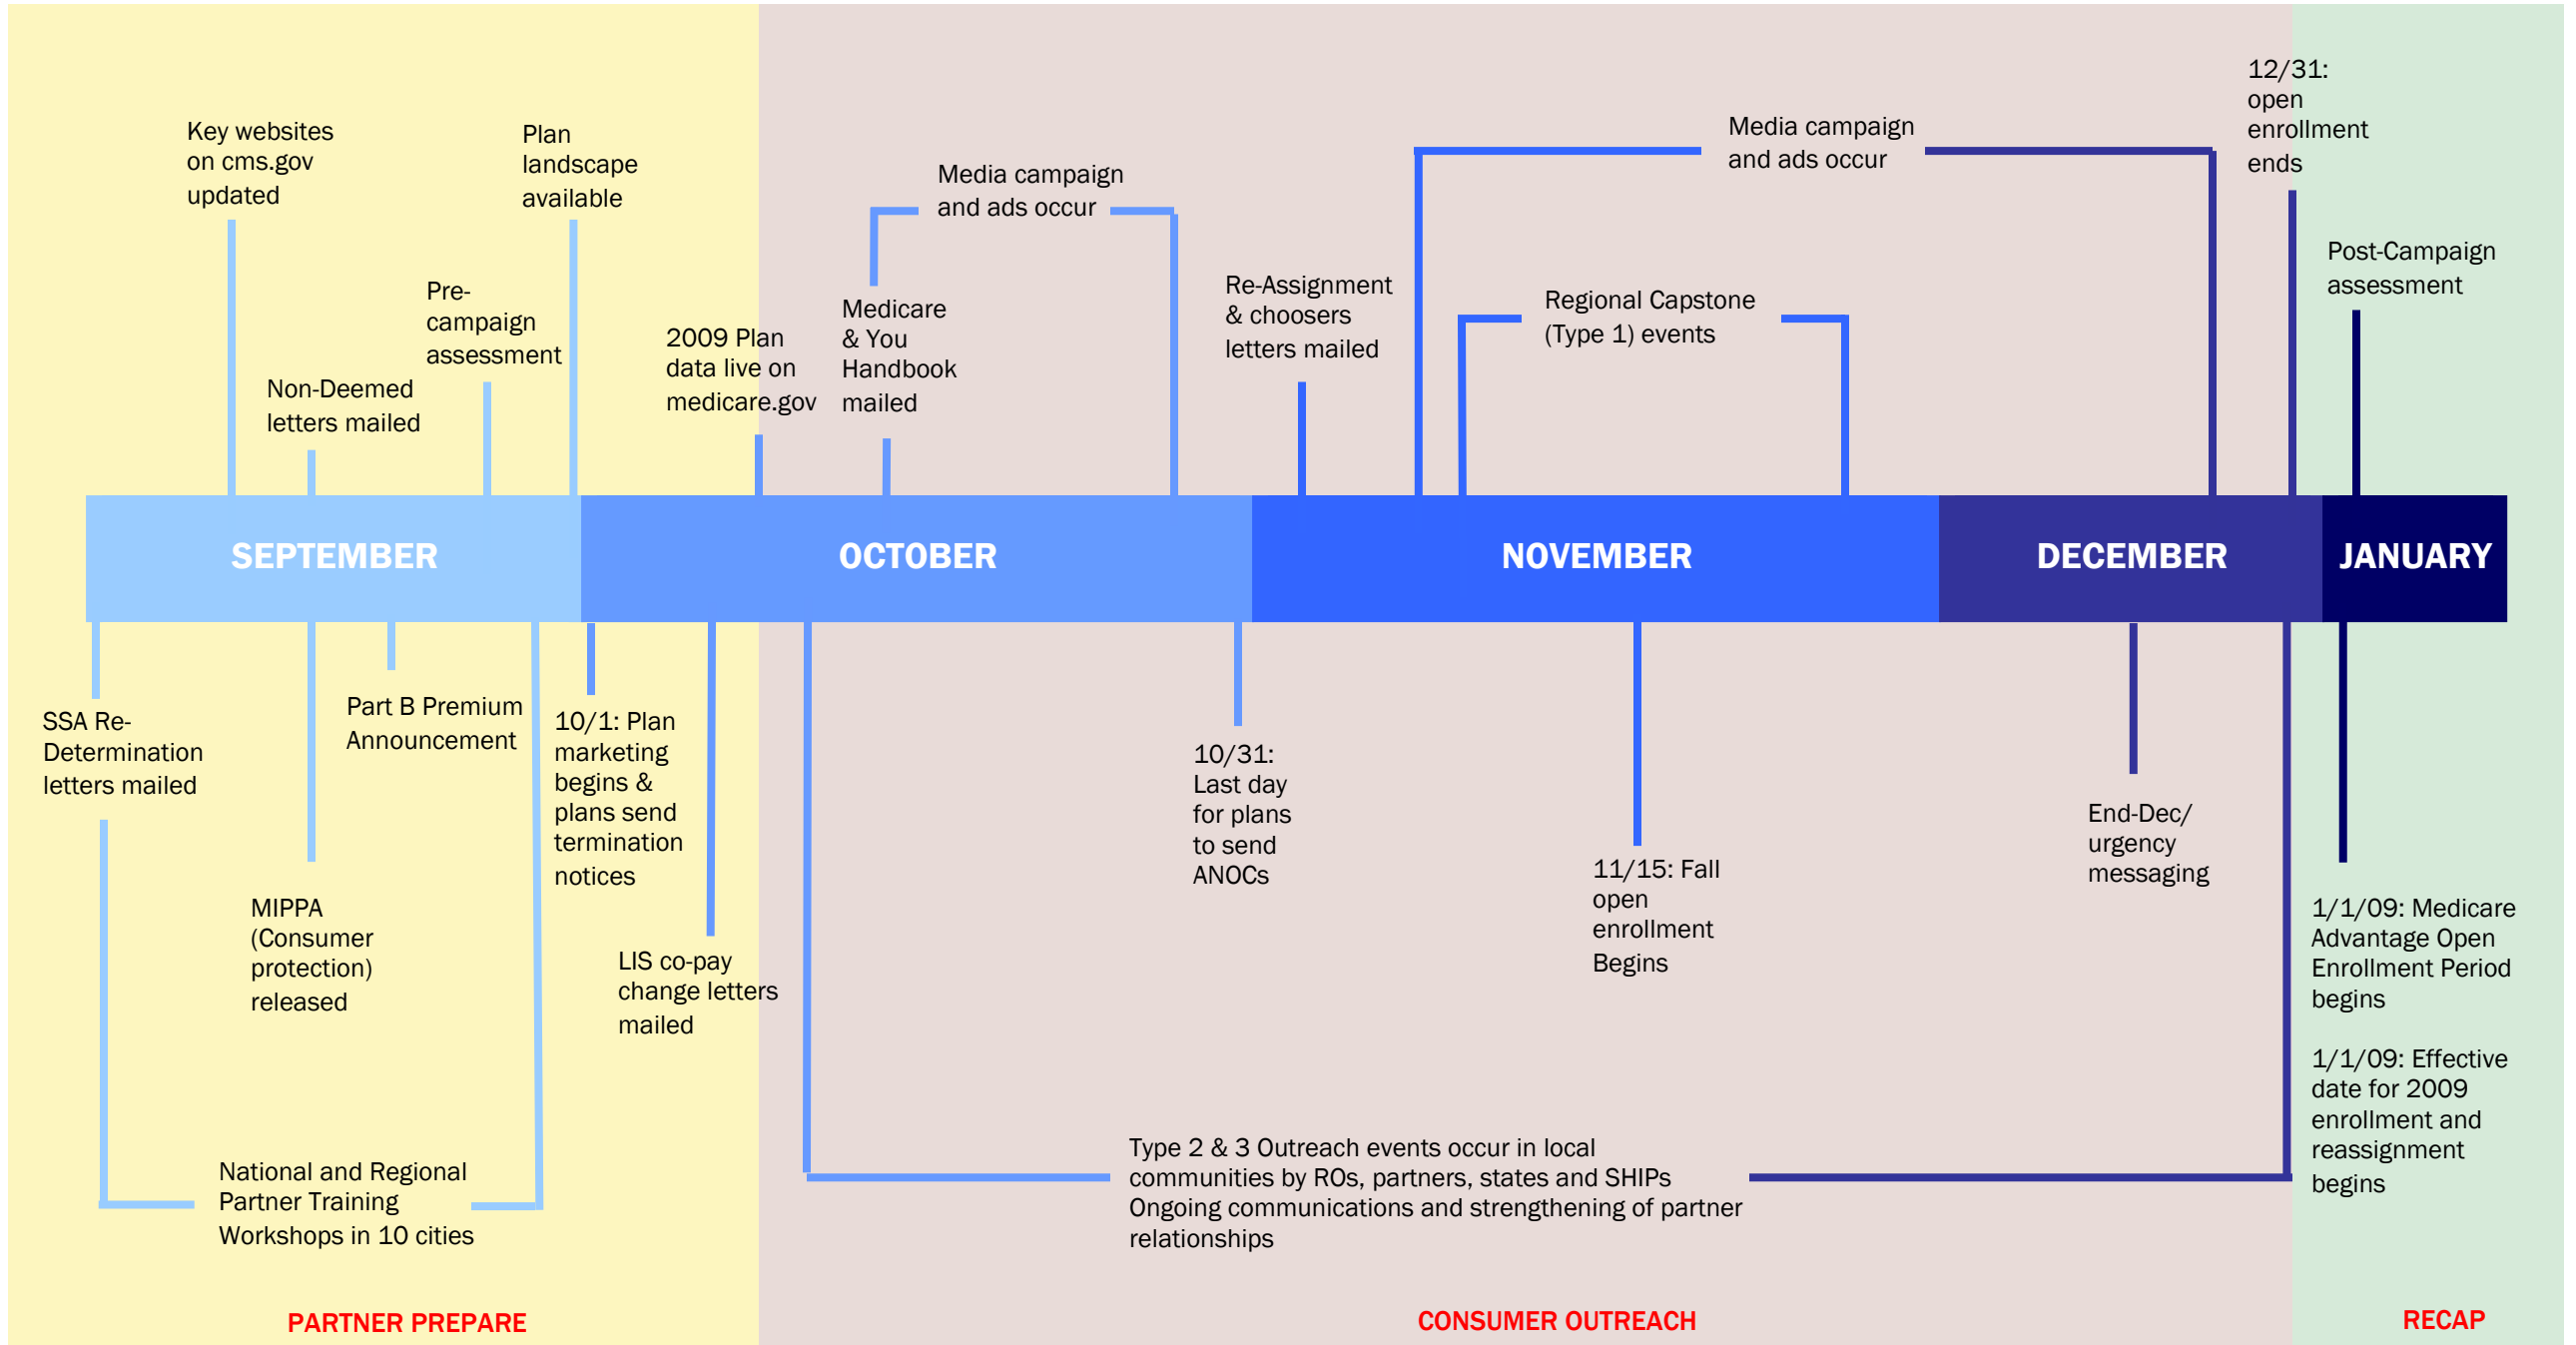 Key websites
on cms.gov
updated
Non-Deemed
letters mailed
Pre-
campaign
assessment
Plan
landscape
available
2009 Plan
data live on
medicare.gov
Medicare
& You
Handbook
mailed
Media campaign
and ads occur
Re-Assignment
& choosers
letters mailed
Regional Capstone
(Type 1) events
Media campaign
and ads occur
12/31:
open
enrollment
ends
Post-Campaign
assessment
SEPTEMBER
OCTOBER
NOVEMBER
DECEMBER
JANUARY
SSA Re-
Determination
letters mailed
MIPPA
(Consumer
protection)
released
Part B Premium
Announcement
10/1: Plan
marketing
begins &
plans send
termination
notices
LIS co-pay
change letters
mailed
10/31:
Last day
for plans
to send
ANOCs
11/15: Fall
open
enrollment
Begins
End-Dec/
urgency
messaging
1/1/09: Medicare
Advantage Open
Enrollment Period
begins
1/1/09: Effective
date for 2009
enrollment and
reassignment
begins
National and Regional
Partner Training
Workshops in 10 cities
Type 2 & 3 Outreach events occur in local
communities by ROs, partners, states and SHIPs
Ongoing communications and strengthening of partner
relationships
PARTNER PREPARE
CONSUMER OUTREACH
RECAP